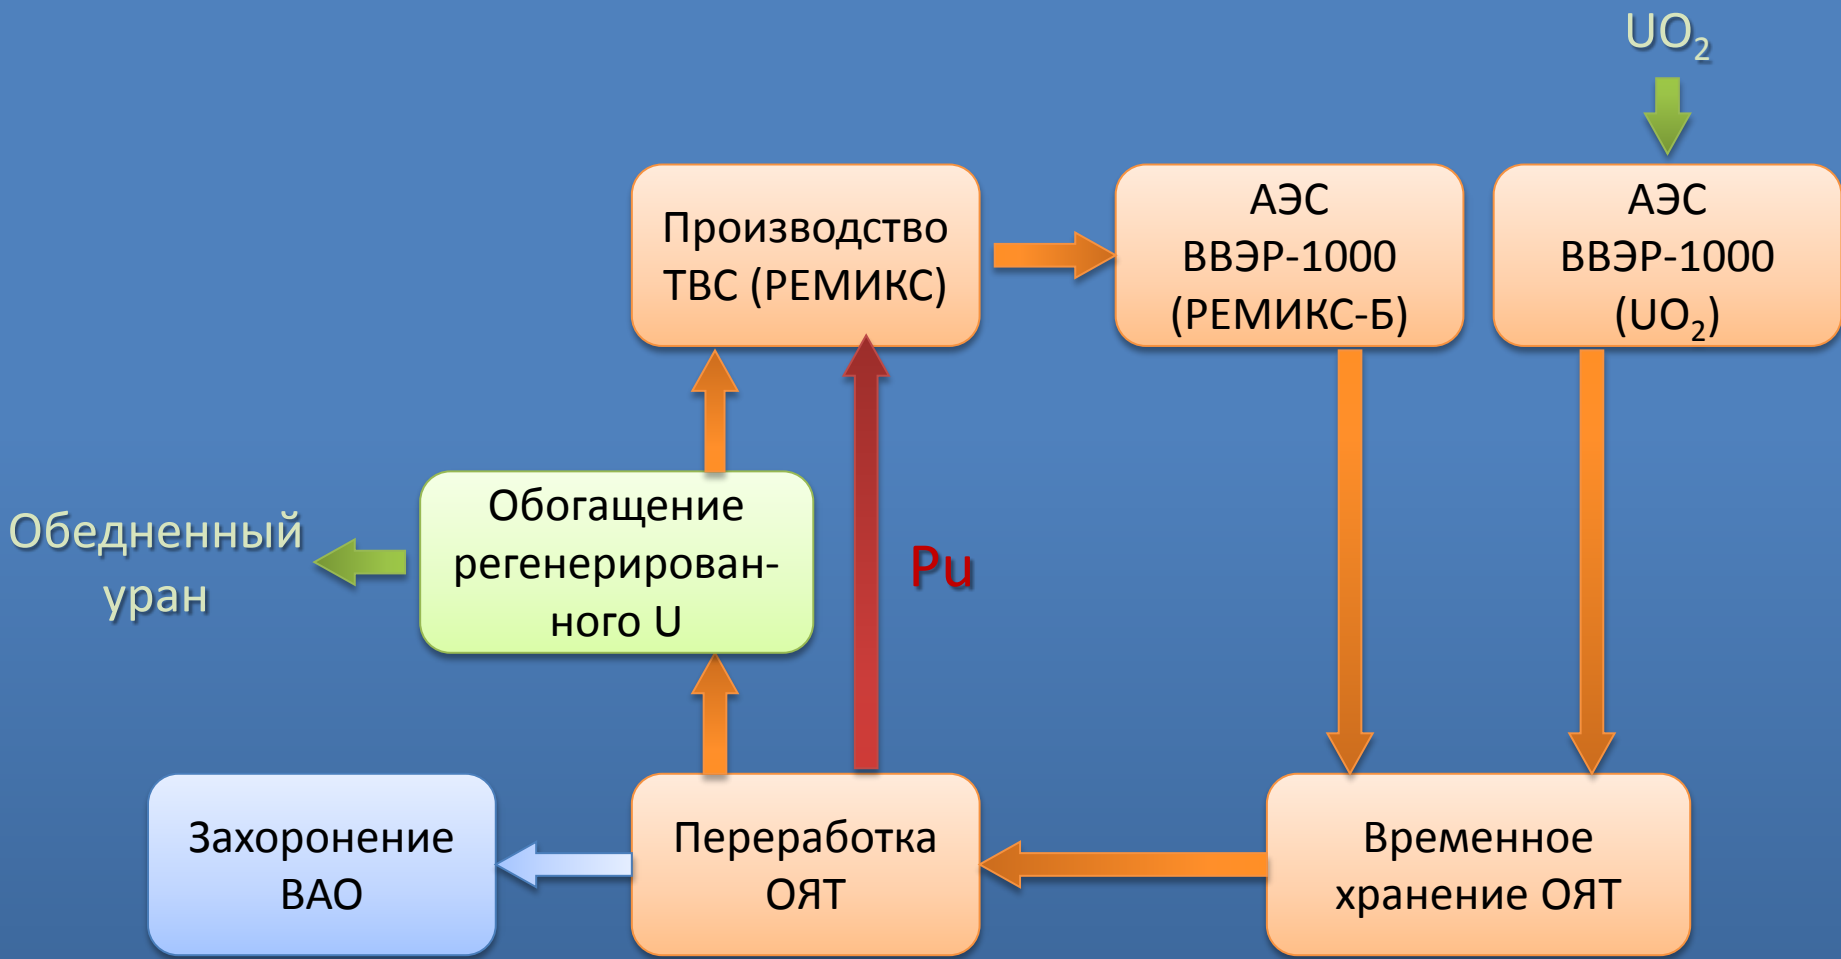 UO₂
Производство
ТВС (РЕМИКС)
АЭС
ВВЭР-1000
(РЕМИКС-Б)
АЭС
ВВЭР-1000
(UO₂)
Обедненный
уран
Обогащение
регенерирован-
ного U
Pu
Захоронение
ВАО
Переработка
ОЯТ
Временное
хранение ОЯТ